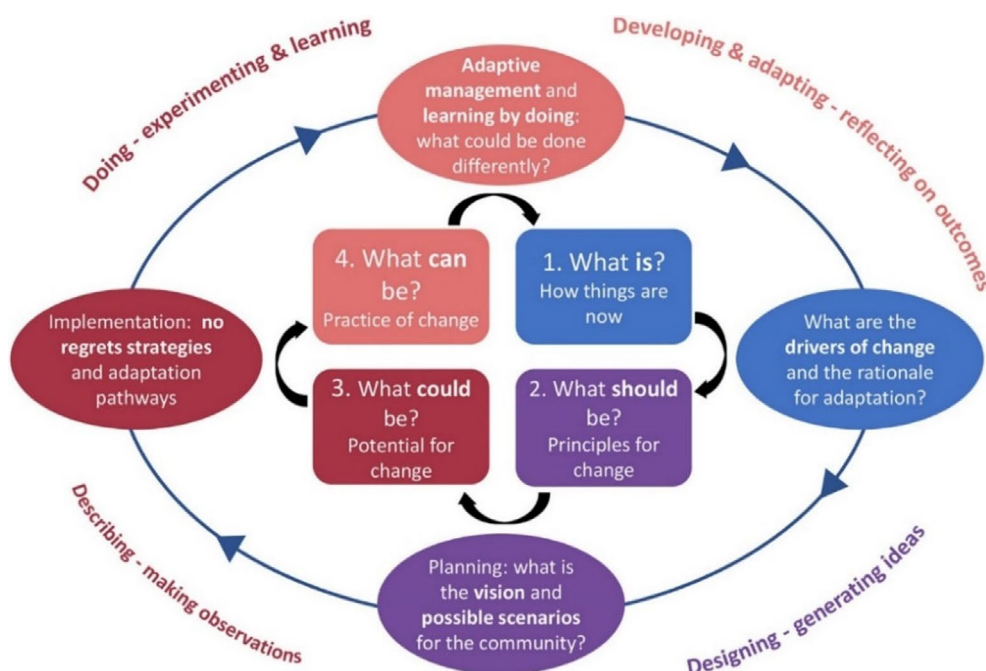 Doing - experimenting & learning
Developing & adapting - reflecting on outcomes
Adaptive
management and
learning by doing:
what could be done
differently?
4. What can
be?
Practice of change
1. What is?
How things are
now
Implementation:  no
regrets strategies
and adaptation
pathways
What are the
drivers of change
and the rationale
for adaptation?
3. What could
be?
Potential for
change
2. What should
be?
Principles for
change
Planning: what is
the vision and
possible scenarios
for the community?
Describing - making observations
Designing - generating ideas